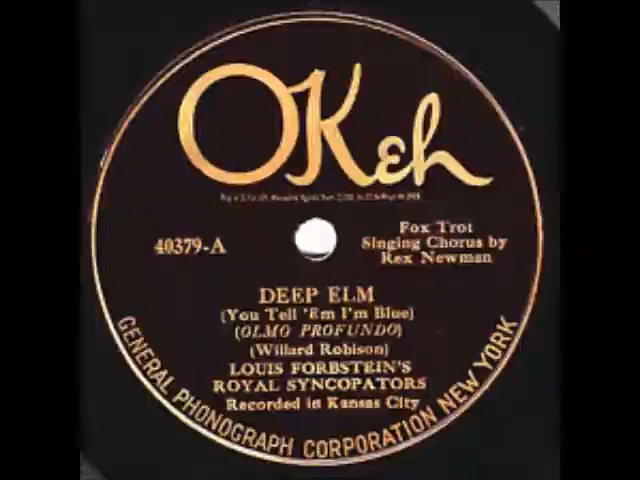 OKeh
40379-A
Fox Trot
Singing Chorus by
Rex Newman
DEEP ELM
(You Tell 'Em I'm Blue)
(OLMO PROFUNDO)
(Willard Robison)
LOUIS FORBSTEIN'S
ROYAL SYNCOPATORS
Recorded in Kansas City
GENERAL PHONOGRAPH CORPORATION NEW YORK